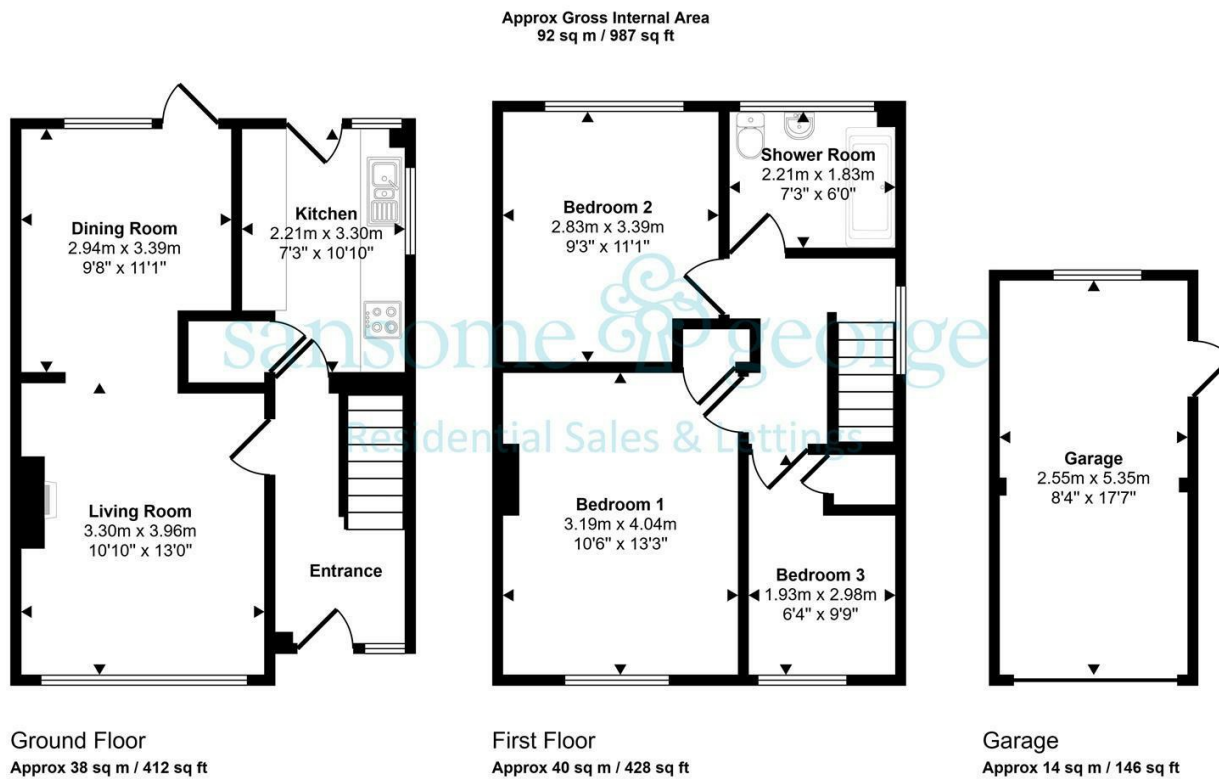 Approx Gross Internal Area
92 sq m / 987 sq ft
Dining Room
2.94m x 3.39m
9'8" x 11'1"
Kitchen
2.21m x 3.30m
7'3" x 10'10"
Living Room
3.30m x 3.96m
10'10" x 13'0"
Entrance
Bedroom 2
2.83m x 3.39m
9'3" x 11'1"
Shower Room
2.21m x 1.83m
7'3" x 6'0"
Bedroom 1
3.19m x 4.04m
10'6" x 13'3"
Bedroom 3
1.93m x 2.98m
6'4" x 9'9"
Garage
2.55m x 5.35m
8'4" x 17'7"
sansome george
Residential Sales & Lettings
Ground Floor
Approx 38 sq m / 412 sq ft
First Floor
Approx 40 sq m / 428 sq ft
Garage
Approx 14 sq m / 146 sq ft